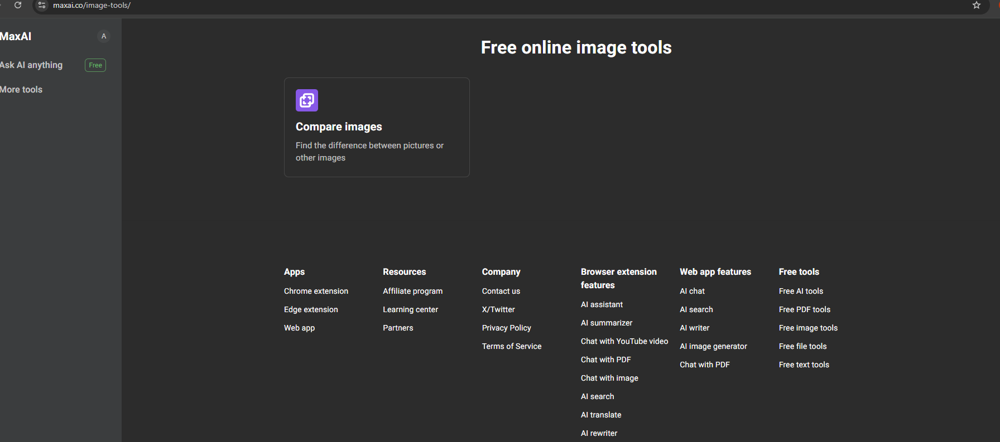 maxai.co/image-tools/
MaxAI
A
Ask AI anything
Free
More tools
Free online image tools
Compare images
Find the difference between pictures or
other images
Apps
Chrome extension
Edge extension
Web app
Resources
Affiliate program
Learning center
Partners
Company
Contact us
X/Twitter
Privacy Policy
Terms of Service
Browser extension
features
AI assistant
AI summarizer
Chat with YouTube video
Chat with PDF
Chat with image
AI search
AI translate
AI rewriter
Web app features
AI chat
AI search
AI writer
AI image generator
Chat with PDF
Free tools
Free AI tools
Free PDF tools
Free image tools
Free file tools
Free text tools